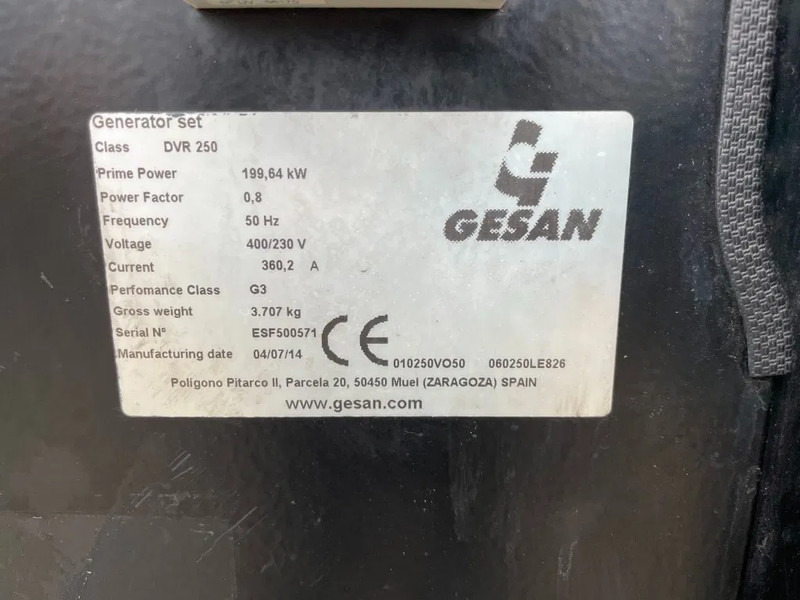 Generator set
Class DVR 250
Prime Power 199,64 kW
Power Factor 0,8
Frequency 50 Hz
Voltage 400/230 V
Current 360,2 A
Perfomance Class G3
Gross weight 3.707 kg
Serial Nº ESF500571
Manufacturing date 04/07/14
GESAN
CE
010250VO50 060250LE826
Polígono Pitarco II, Parcela 20, 50450 Muel (ZARAGOZA) SPAIN
www.gesan.com